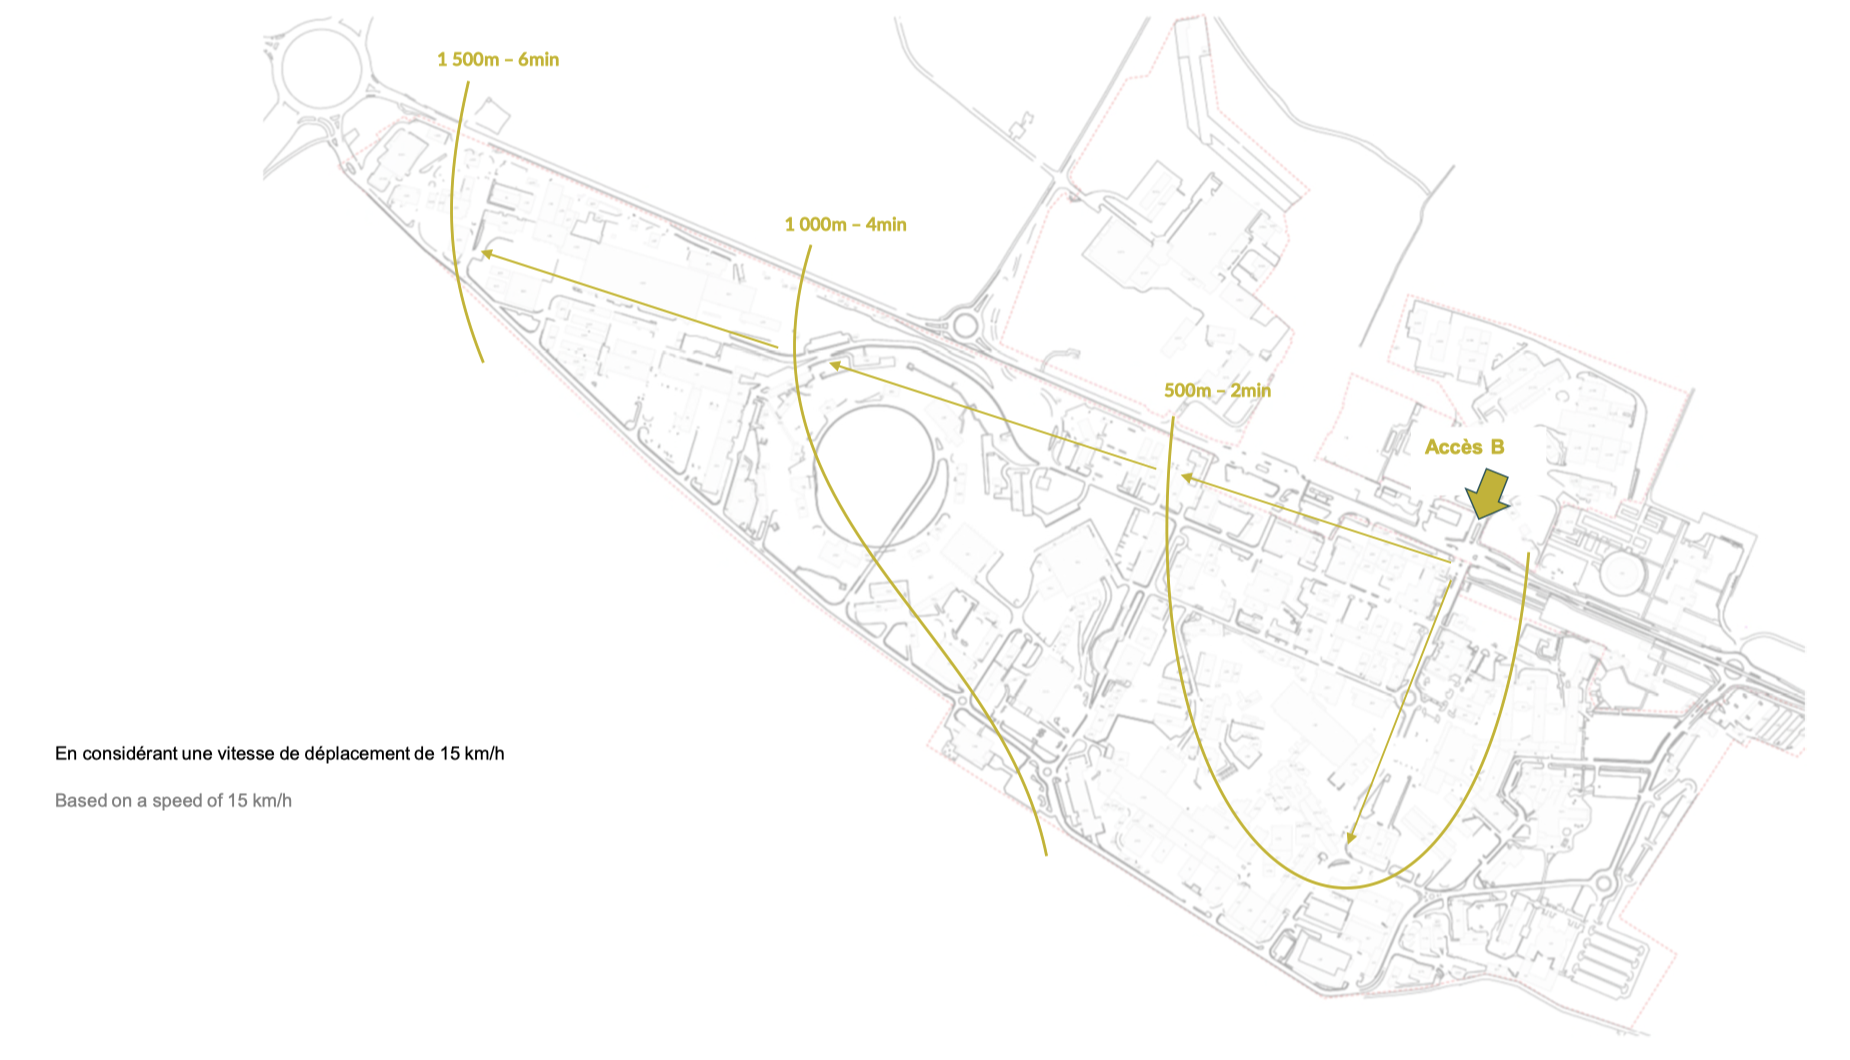 1 500m – 6min
1 000m – 4min
500m – 2min
Accès B
En considérant une vitesse de déplacement de 15 km/h
Based on a speed of 15 km/h